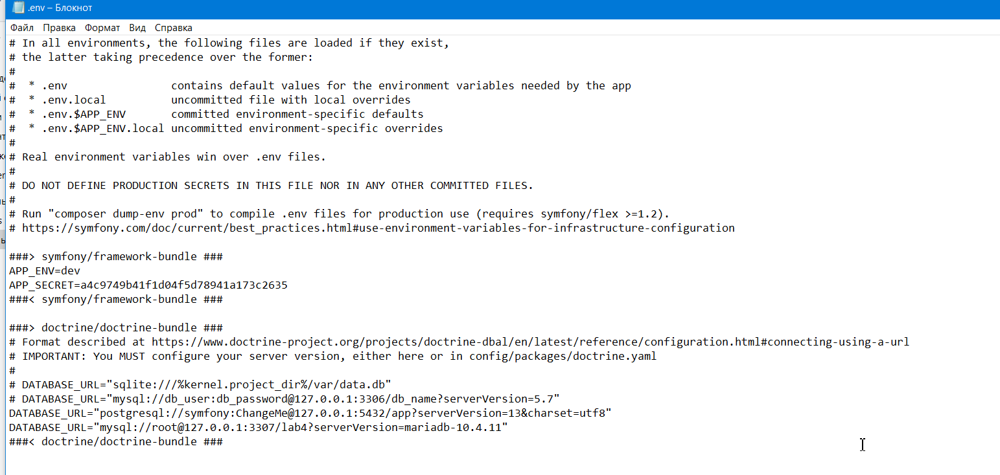 .env – Блокнот
Файл Правка Формат Вид Справка
# In all environments, the following files are loaded if they exist,
# the latter taking precedence over the former:
#
#  * .env                contains default values for the environment variables needed by the app
#  * .env.local          uncommitted file with local overrides
#  * .env.$APP_ENV       committed environment-specific defaults
#  * .env.$APP_ENV.local uncommitted environment-specific overrides
#
# Real environment variables win over .env files.
#
# DO NOT DEFINE PRODUCTION SECRETS IN THIS FILE NOR IN ANY OTHER COMMITTED FILES.
#
# Run "composer dump-env prod" to compile .env files for production use (requires symfony/flex >=1.2).
# https://symfony.com/doc/current/best_practices.html#use-environment-variables-for-infrastructure-configuration

###> symfony/framework-bundle ###
APP_ENV=dev
APP_SECRET=a4c9749b41f1d04f5d78941a173c2635
###< symfony/framework-bundle ###

###> doctrine/doctrine-bundle ###
# Format described at https://www.doctrine-project.org/projects/doctrine-dbal/en/latest/reference/configuration.html#connecting-using-a-url
# IMPORTANT: You MUST configure your server version, either here or in config/packages/doctrine.yaml
#
# DATABASE_URL="sqlite:///%kernel.project_dir%/var/data.db"
# DATABASE_URL="mysql://db_user:db_password@127.0.0.1:3306/db_name?serverVersion=5.7"
DATABASE_URL="postgresql://symfony:ChangeMe@127.0.0.1:5432/app?serverVersion=13&charset=utf8"
DATABASE_URL="mysql://root@127.0.0.1:3307/lab4?serverVersion=mariadb-10.4.11"
###< doctrine/doctrine-bundle ###